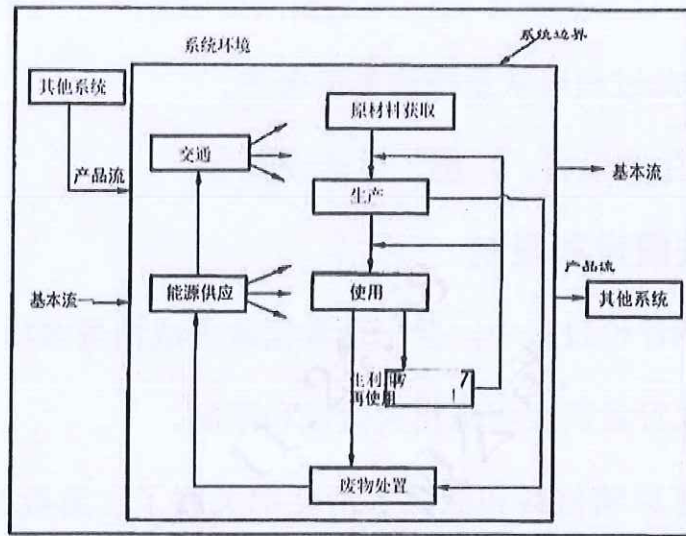 系统环境
系统边界
其他系统
原材料获取
交通
产品流
基本流
生产
产品流
基本流
能源供应
使用
其他系统
生利
再使用
废物处置